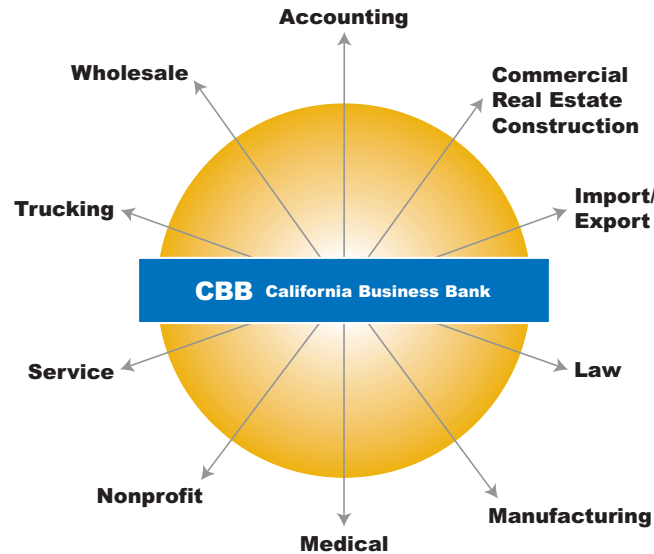 Accounting
Wholesale
Commercial
Real Estate
Construction
Trucking
Import/
Export
CBB California Business Bank
Service
Law
Nonprofit
Manufacturing
Medical